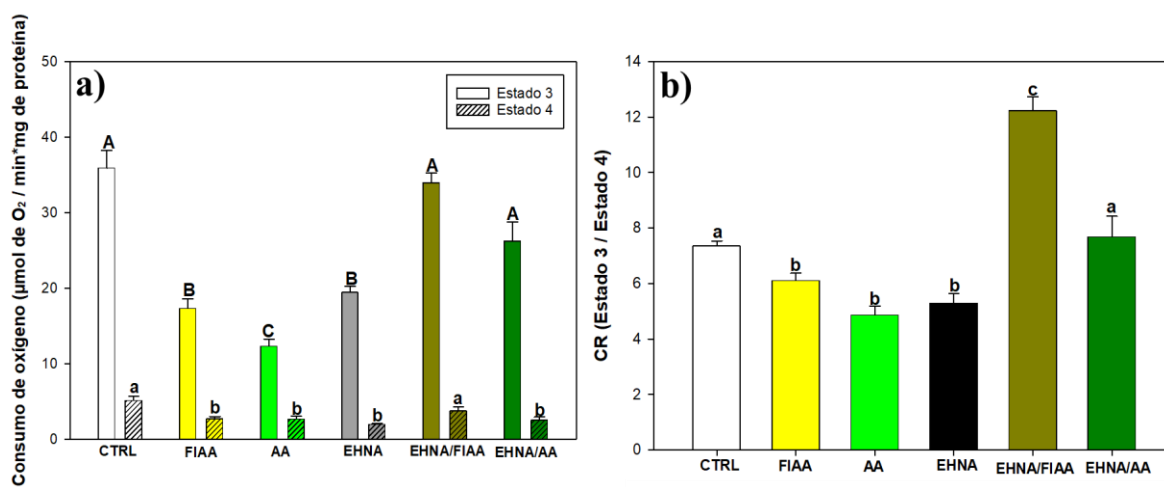 a)
Consumo de oxígeno (µmol de O₂ / min*mg de proteína)
50
40
30
20
10
0
Estado 3
Estado 4
A
a
B
b
C
b
B
b
A
a
A
b
CTRL
FIAA
AA
EHNA
EHNA/FIAA
EHNA/AA
b)
CR (Estado 3 / Estado 4)
14
12
10
8
6
4
2
0
a
b
b
b
c
a
CTRL
FIAA
AA
EHNA
EHNA/FIAA
EHNA/AA